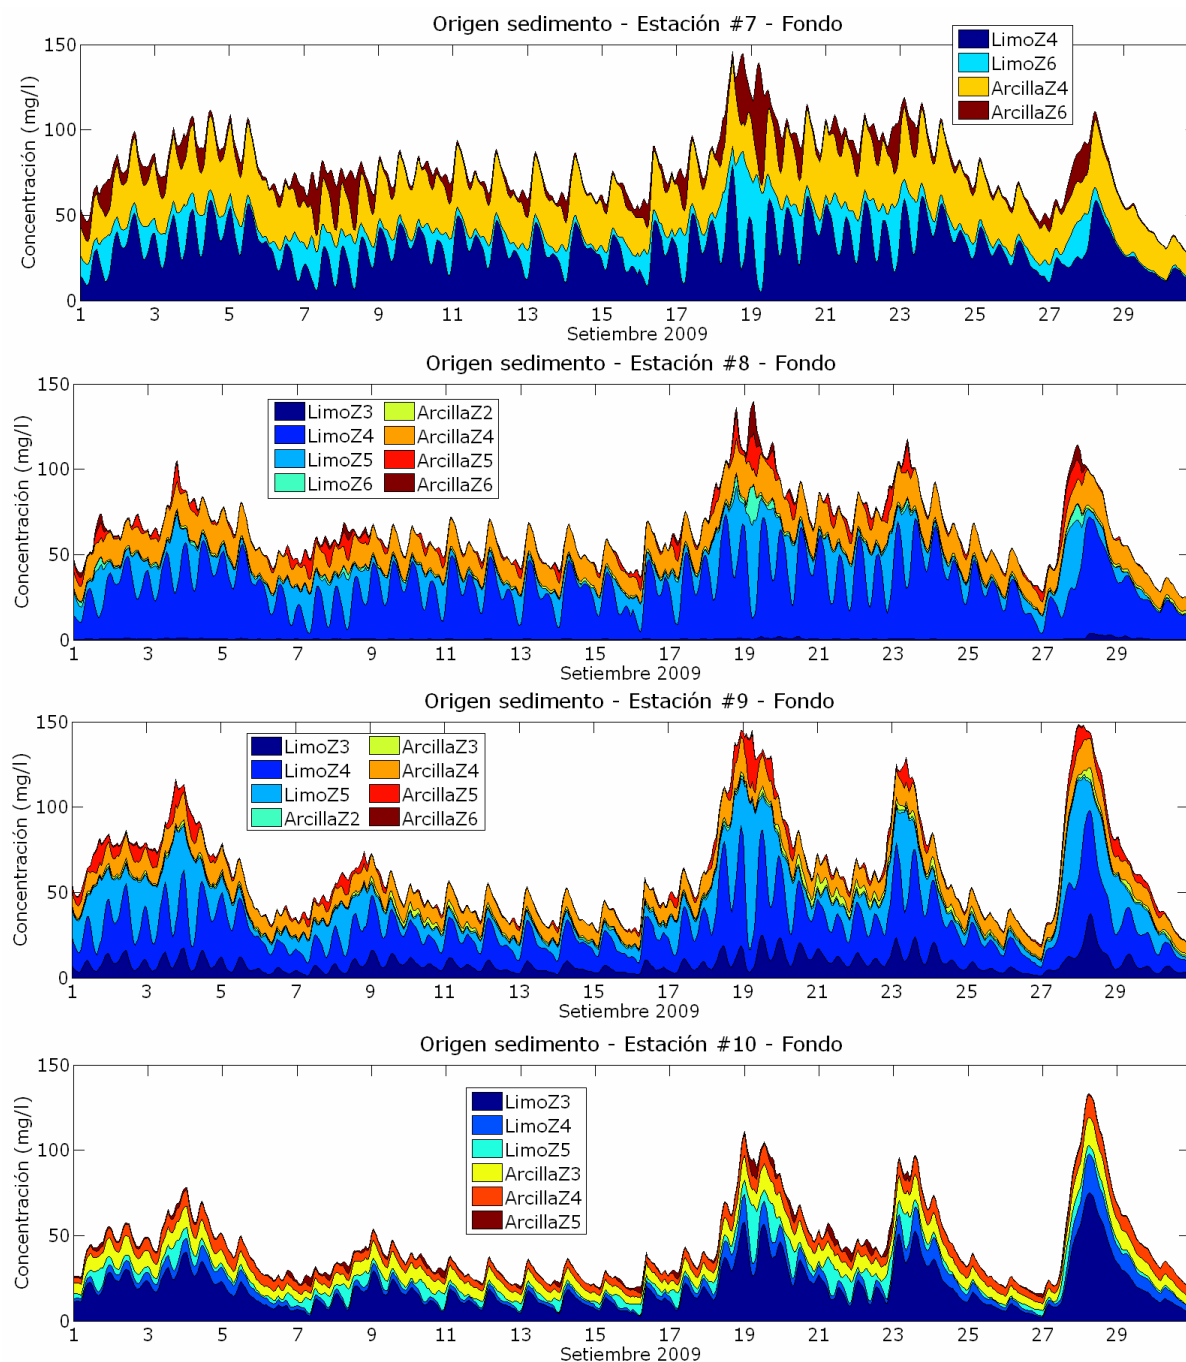 Origen sedimento - Estación #7 - Fondo
Concentración (mg/l)
150
100
50
0
LimoZ4
LimoZ6
ArcillaZ4
ArcillaZ6
1 3 5 7 9 11 13 15 17 19 21 23 25 27 29
Setiembre 2009
Origen sedimento - Estación #8 - Fondo
Concentración (mg/l)
150
100
50
0
LimoZ3 ArcillaZ2
LimoZ4 ArcillaZ4
LimoZ5 ArcillaZ5
LimoZ6 ArcillaZ6
1 3 5 7 9 11 13 15 17 19 21 23 25 27 29
Setiembre 2009
Origen sedimento - Estación #9 - Fondo
Concentración (mg/l)
150
100
50
0
LimoZ3 ArcillaZ3
LimoZ4 ArcillaZ4
LimoZ5 ArcillaZ5
ArcillaZ2 ArcillaZ6
1 3 5 7 9 11 13 15 17 19 21 23 25 27 29
Setiembre 2009
Origen sedimento - Estación #10 - Fondo
Concentración (mg/l)
150
100
50
0
LimoZ3
LimoZ4
LimoZ5
ArcillaZ3
ArcillaZ4
ArcillaZ5
1 3 5 7 9 11 13 15 17 19 21 23 25 27 29
Setiembre 2009